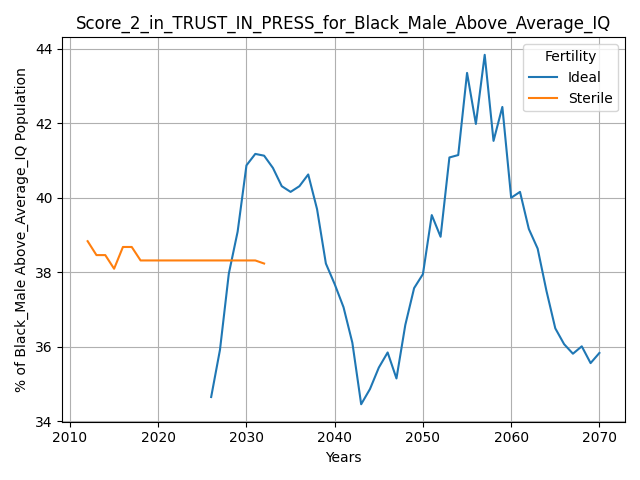 Score_2_in_TRUST_IN_PRESS_for_Black_Male_Above_Average_IQ
% of Black_Male Above_Average_IQ Population
44
42
40
38
36
34
Fertility
Ideal
Sterile
2010
2020
2030
2040
2050
2060
2070
Years